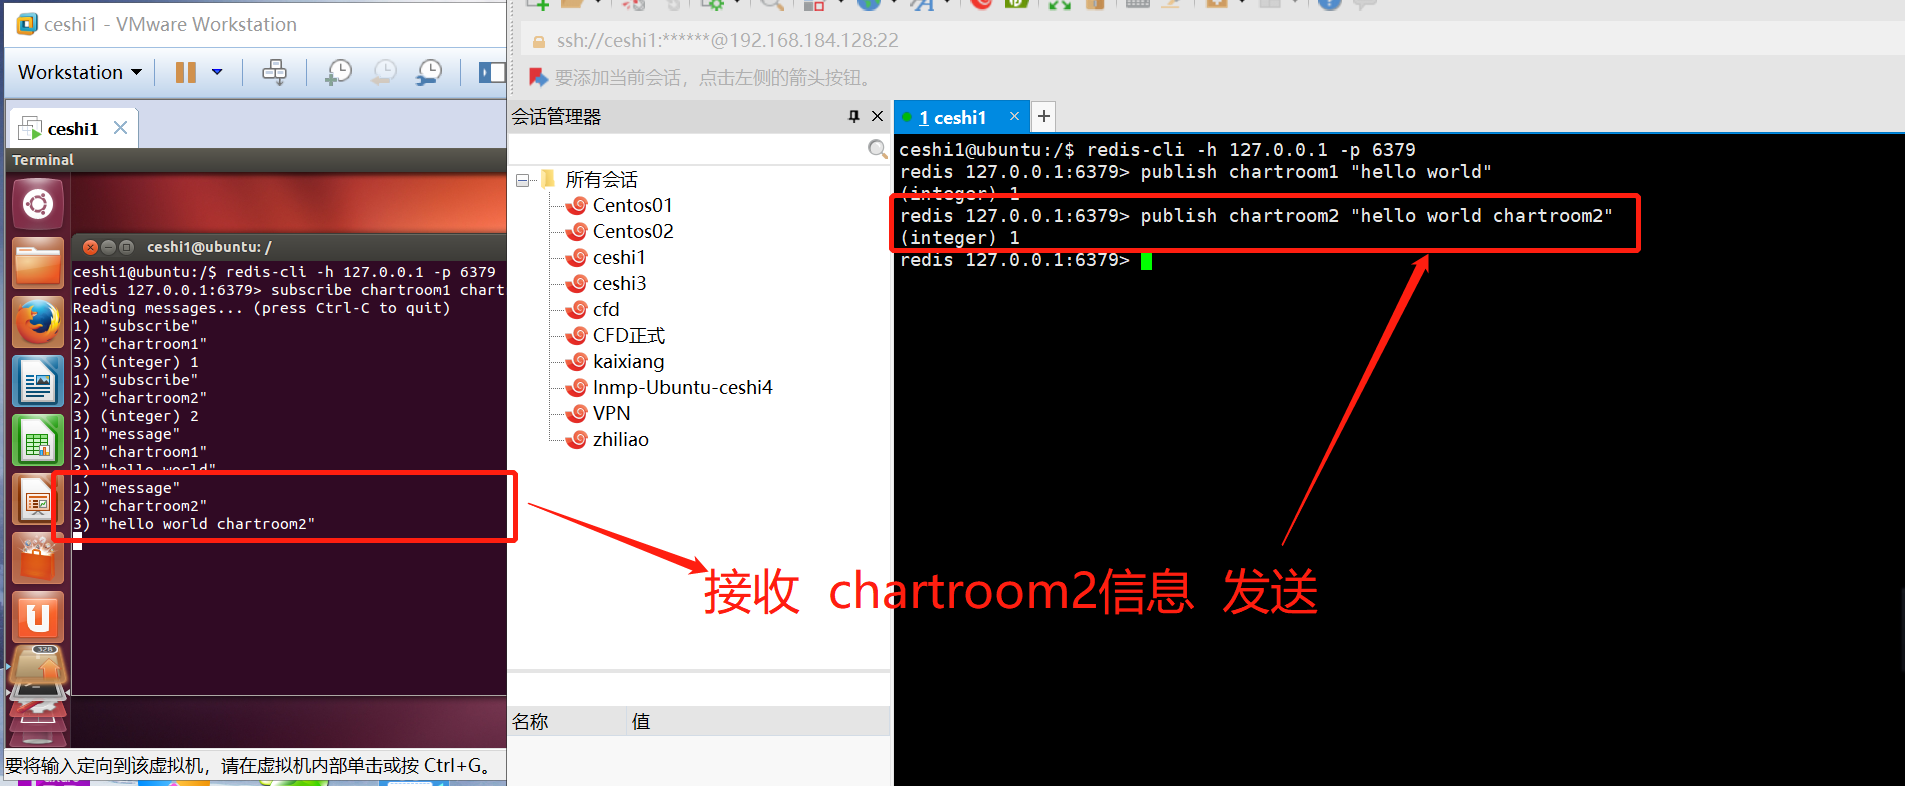 ceshi1 - VMware Workstation
Workstation
ceshi1
Terminal
ceshi1@ubuntu: /
ceshi1@ubuntu:/$ redis-cli -h 127.0.0.1 -p 6379
redis 127.0.0.1:6379> subscribe chartroom1 chart
Reading messages... (press Ctrl-C to quit)
1) "subscribe"
2) "chartroom1"
3) (integer) 1
1) "subscribe"
2) "chartroom2"
3) (integer) 2
1) "message"
2) "chartroom1"
3) "hello world"
1) "message"
2) "chartroom2"
3) "hello world chartroom2"
要将输入定向到该虚拟机，请在虚拟机内部单击或按 Ctrl+G。
ssh://ceshi1:******@192.168.184.128:22
要添加当前会话，点击左侧的箭头按钮。
会话管理器
所有会话
Centos01
Centos02
ceshi1
ceshi3
cfd
CFD正式
kaixiang
lnmp-Ubuntu-ceshi4
VPN
zhiliao
名称 值
1 ceshi1
ceshi1@ubuntu:/$ redis-cli -h 127.0.0.1 -p 6379
redis 127.0.0.1:6379> publish chartroom1 "hello world"
(integer) 1
redis 127.0.0.1:6379> publish chartroom2 "hello world chartroom2"
(integer) 1
redis 127.0.0.1:6379>
接收 chartroom2信息 发送